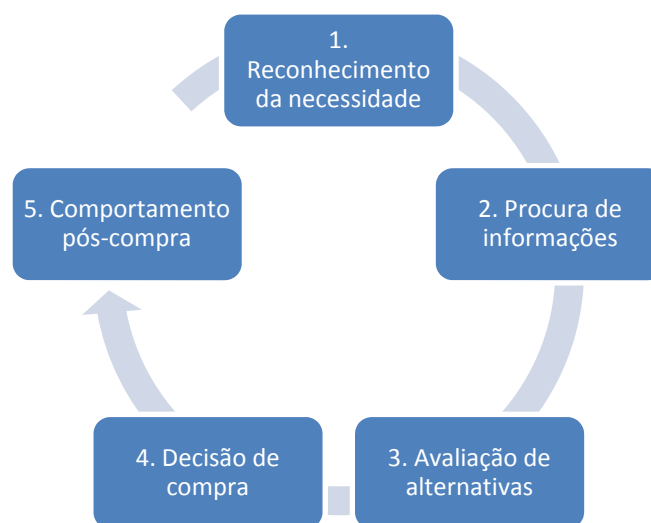 1.
Reconhecimento
da necessidade
2. Procura de
informações
3. Avaliação de
alternativas
4. Decisão de
compra
5. Comportamento
pós-compra